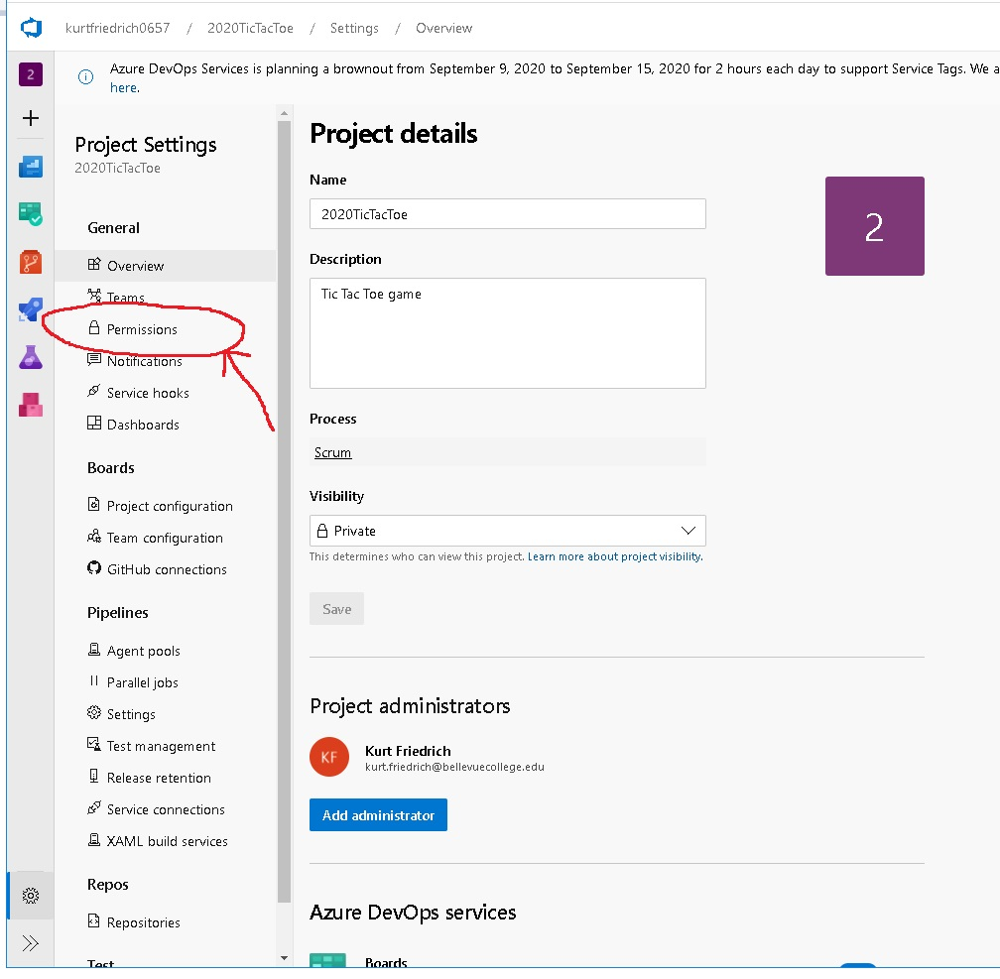 kurtfriedrich0657 / 2020TicTacToe / Settings / Overview
2
Azure DevOps Services is planning a brownout from September 9, 2020 to September 15, 2020 for 2 hours each day to support Service Tags. We a
here.
Project Settings
2020TicTacToe
General
Overview
Teams
Permissions
Notifications
Service hooks
Dashboards
Boards
Project configuration
Team configuration
GitHub connections
Pipelines
Agent pools
Parallel jobs
Settings
Test management
Release retention
Service connections
XAML build services
Repos
Repositories
Test
Project details
Name
2020TicTacToe
2
Description
Tic Tac Toe game
Process
Scrum
Visibility
Private
This determines who can view this project. Learn more about project visibility.
Save
Project administrators
KF
Kurt Friedrich
kurt.friedrich@bellevuecollege.edu
Add administrator
Azure DevOps services
Boards